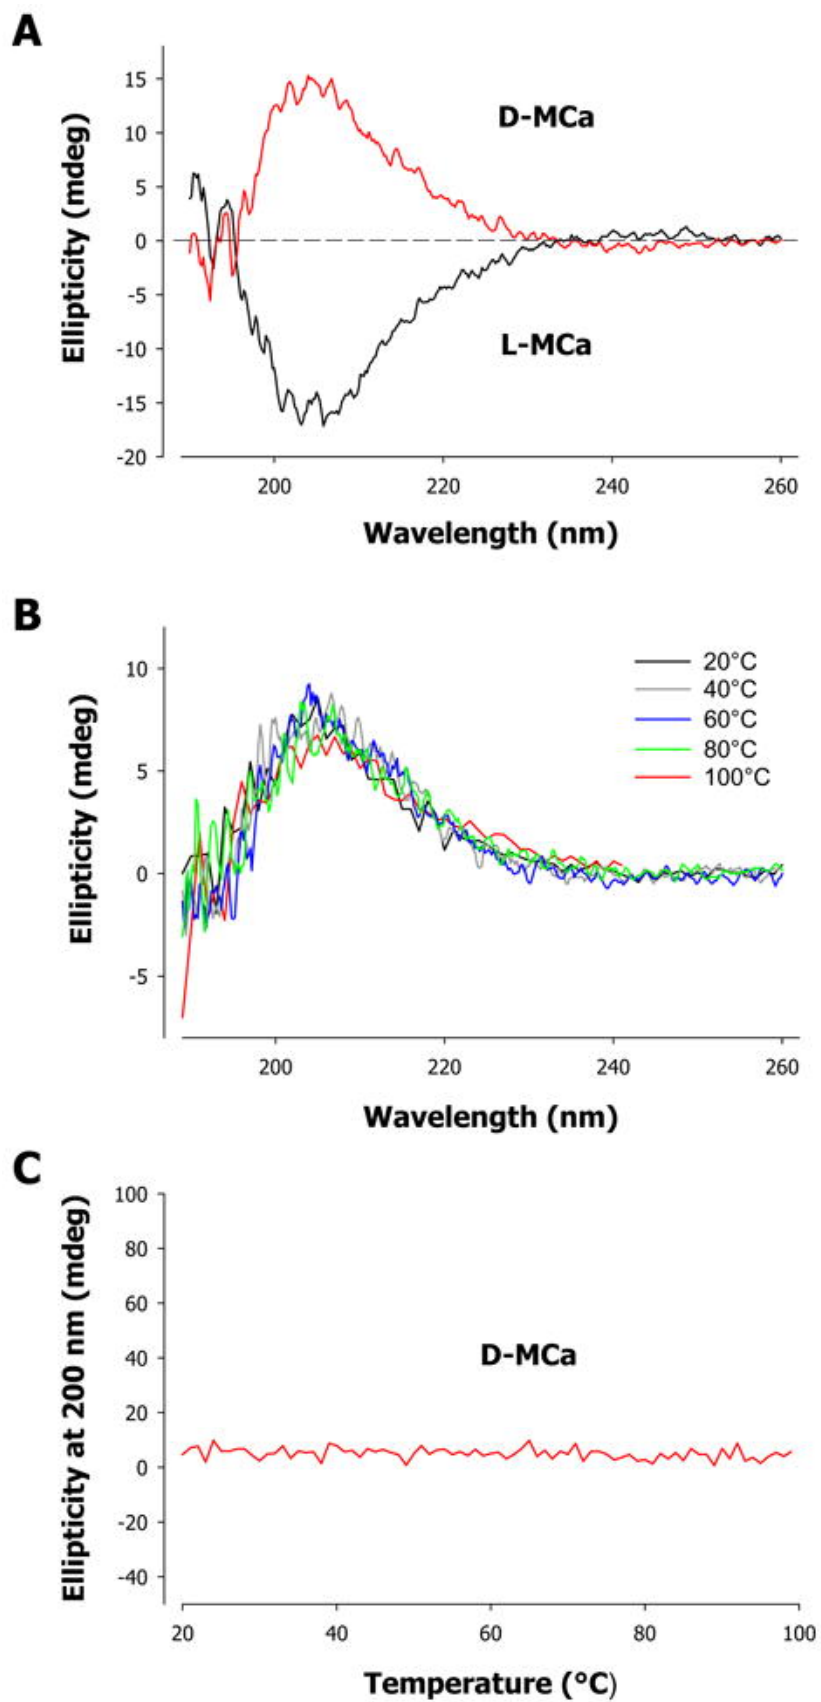 A
Ellipticity (mdeg)
15
10
5
0
-5
-10
-15
-20
D-MCa
L-MCa
200
220
240
260
Wavelength (nm)
B
Ellipticity (mdeg)
10
5
0
-5
20°C
40°C
60°C
80°C
100°C
200
220
240
260
Wavelength (nm)
C
Ellipticity at 200 nm (mdeg)
100
80
60
40
20
0
-20
-40
D-MCa
20
40
60
80
100
Temperature (°C)